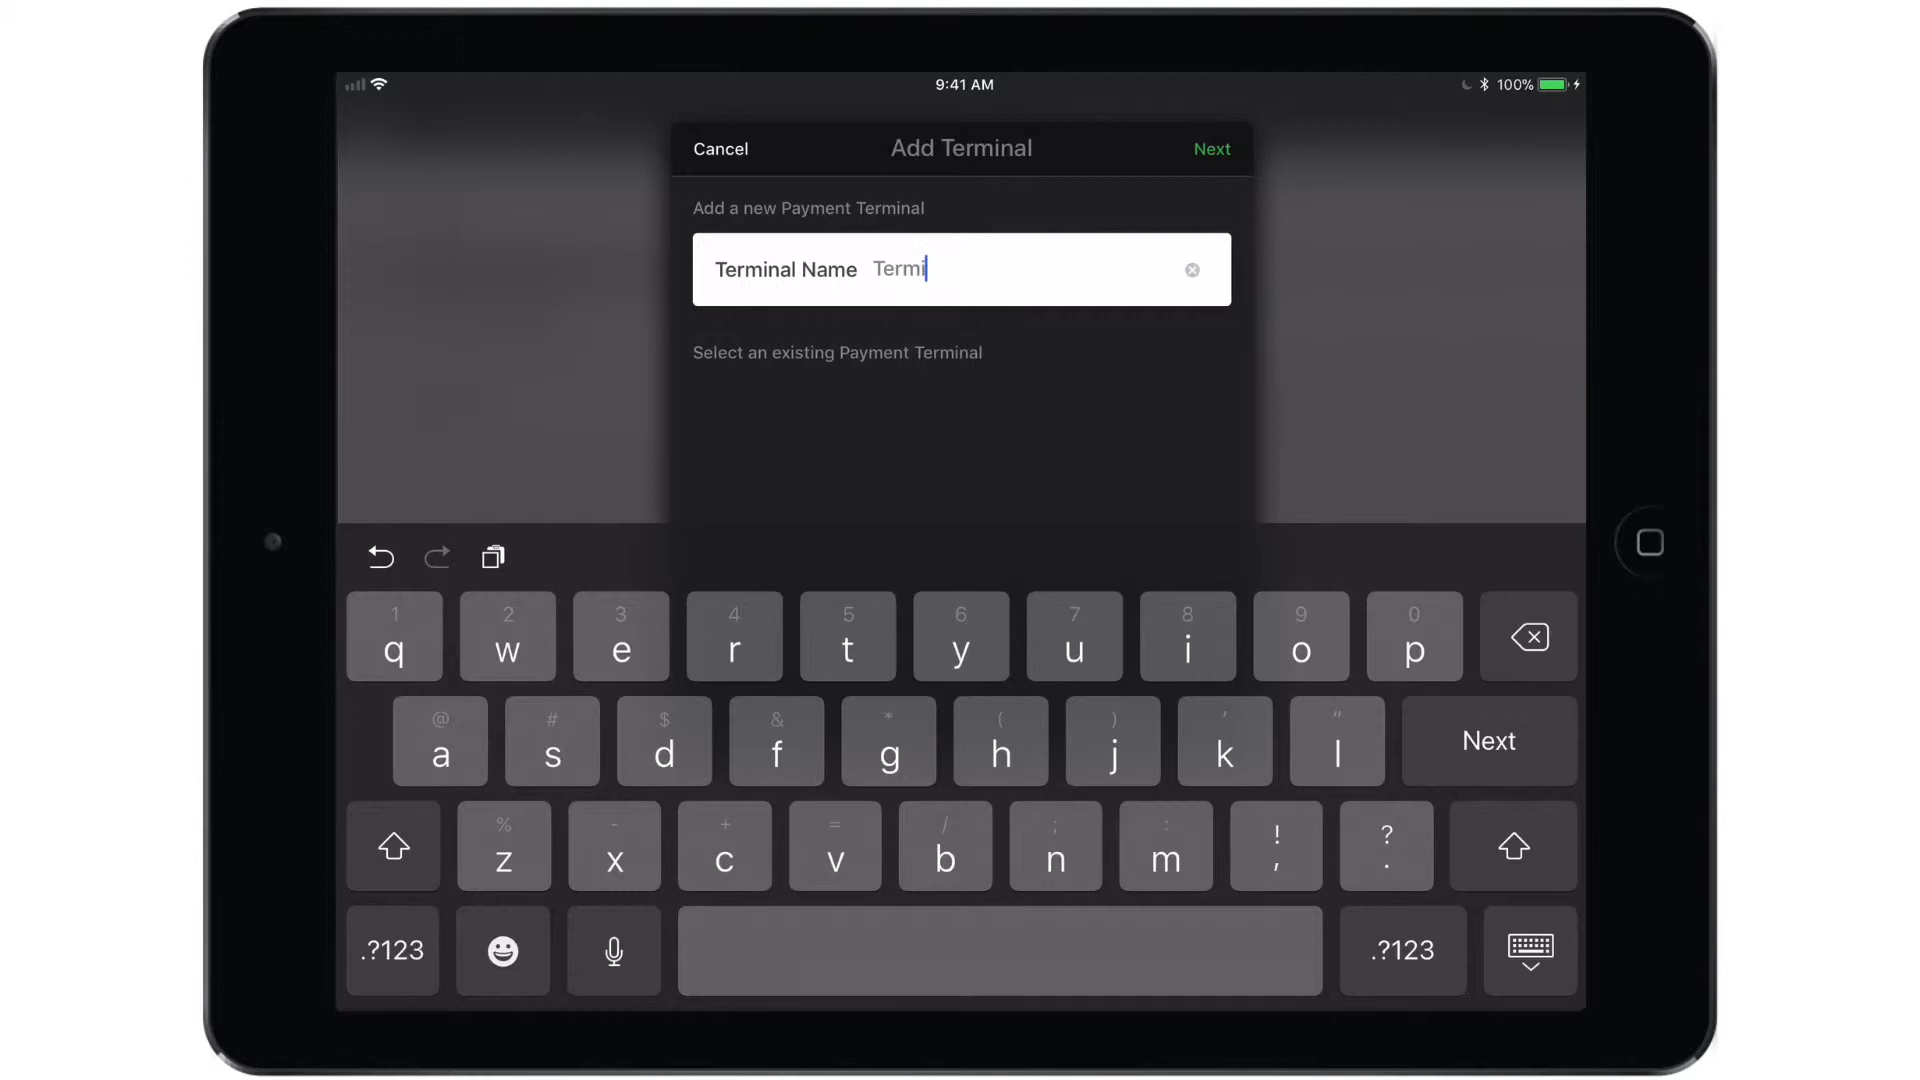 9:41 AM
100%
Cancel Add Terminal Next
Add a new Payment Terminal
Terminal Name Termi
Select an existing Payment Terminal
1 2 3 4 5 6 7 8 9 0
q w e r t y u i o p
@ # $ & * ( ) ' "
a s d f g h j k l Next
% - + = / ; : ! ?
z x c v b n m , .
.?123 .?123